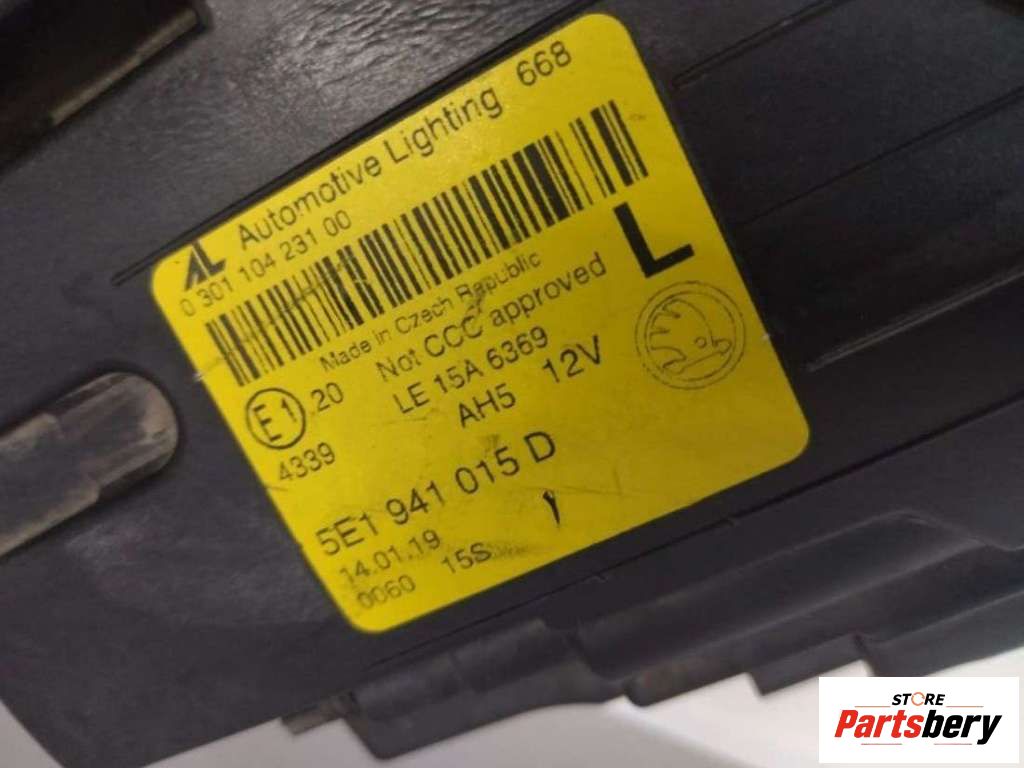 AL Automotive Lighting 668
0 301 104 231 00
Made in Czech Republic
Not CCC approved
L
E1 20
LE 15A 6369
4339
AH5 12V
5E1 941 015 D
14.01.19
0060 15S
STORE
Partsbery